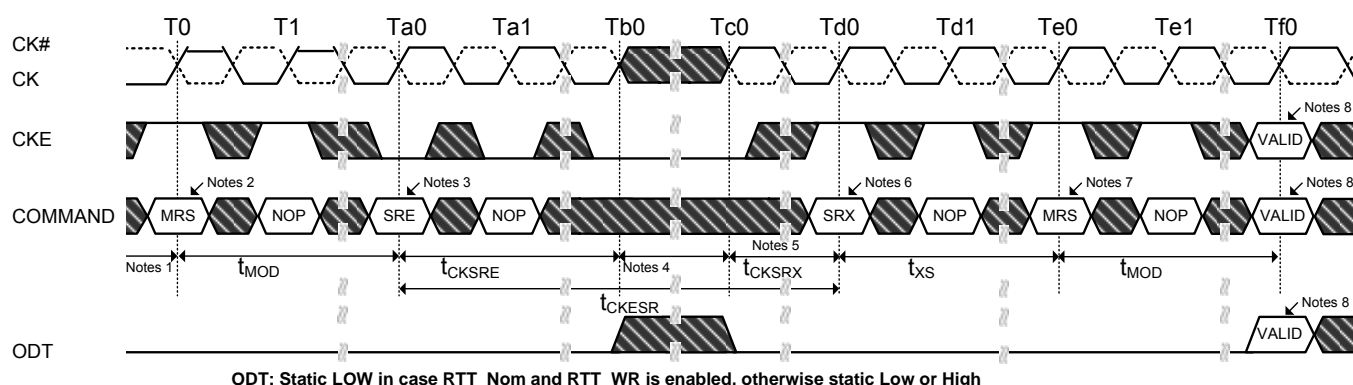 T0 T1 Ta0 Ta1 Tb0 Tc0 Td0 Td1 Te0 Te1 Tf0
CK#
CK
Notes 8
CKE VALID
Notes 2 Notes 3 Notes 6 Notes 7 Notes 8
COMMAND MRS NOP SRE NOP SRX NOP MRS NOP VALID
Notes 1 tMOD tCKSRE Notes 4 Notes 5 tCKSRX tXS tMOD
tCKESR
Notes 8
VALID
ODT
ODT: Static LOW in case RTT_Nom and RTT_WR is enabled, otherwise static Low or High